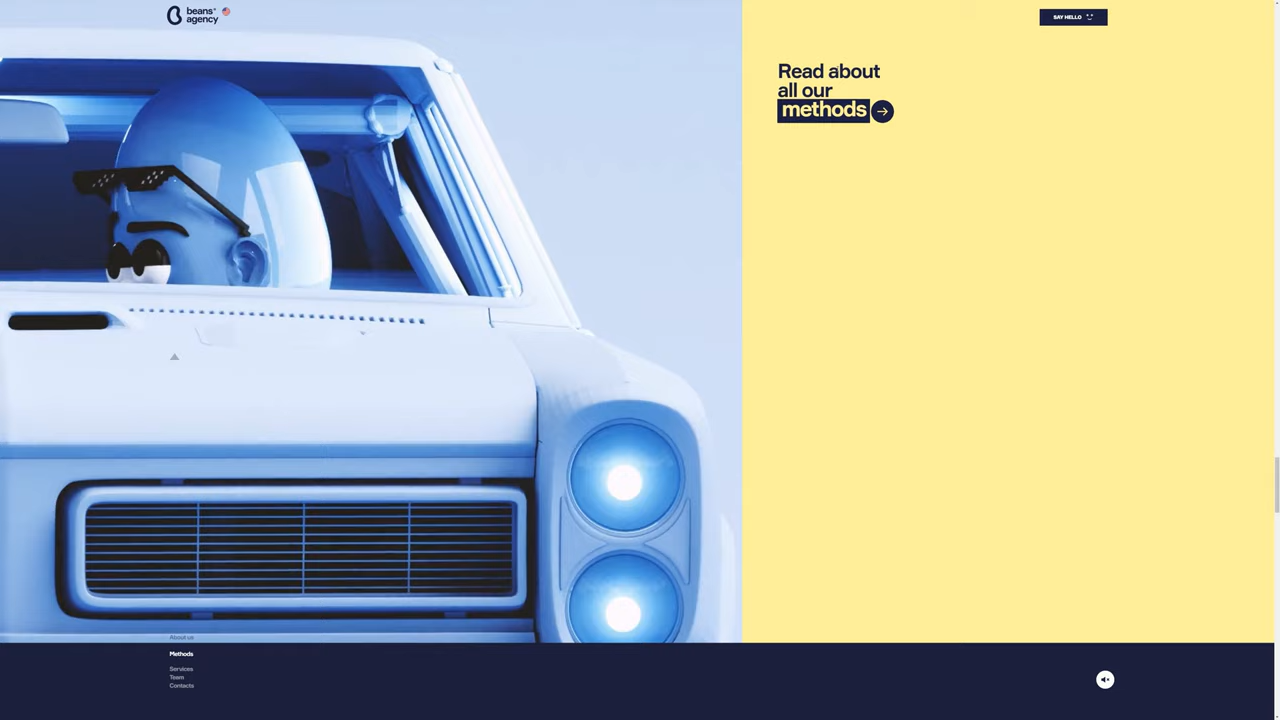 beans®
agency
SAY HELLO
Read about
all our
methods
About us
Methods
Services
Team
Contacts